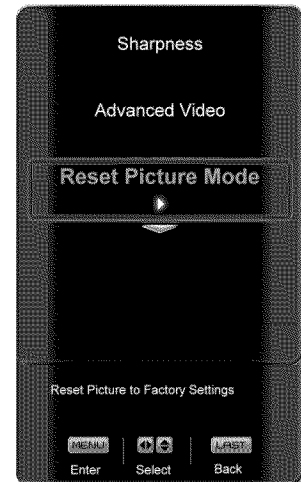 Sharpness
Advanced Video
Reset Picture Mode
Reset Picture to Factory Settings
MENU LAST
Enter Select Back